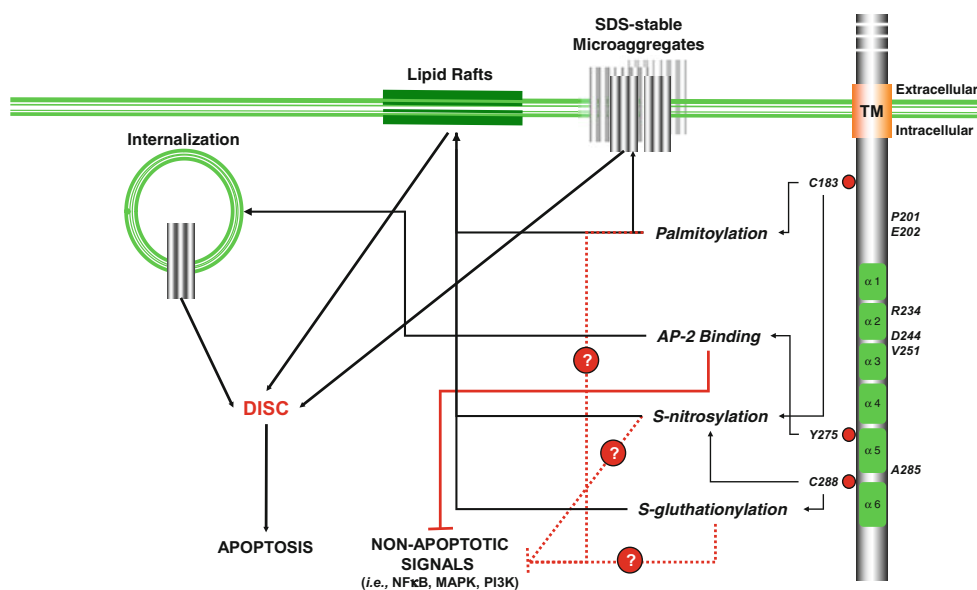 SDS-stable
Microaggregates
Lipid Rafts
Extracellular
TM
Intracellular
Internalization
C183
P201
E202
Palmitoylation
α 1
R234
α 2
D244
AP-2 Binding
V251
?
α 3
DISC
α 4
S-nitrosylation
Y275
?
α 5
A285
C288
α 6
S-gluthationylation
APOPTOSIS
NON-APOPTOTIC
SIGNALS
?
(i.e., NFκB, MAPK, PI3K)